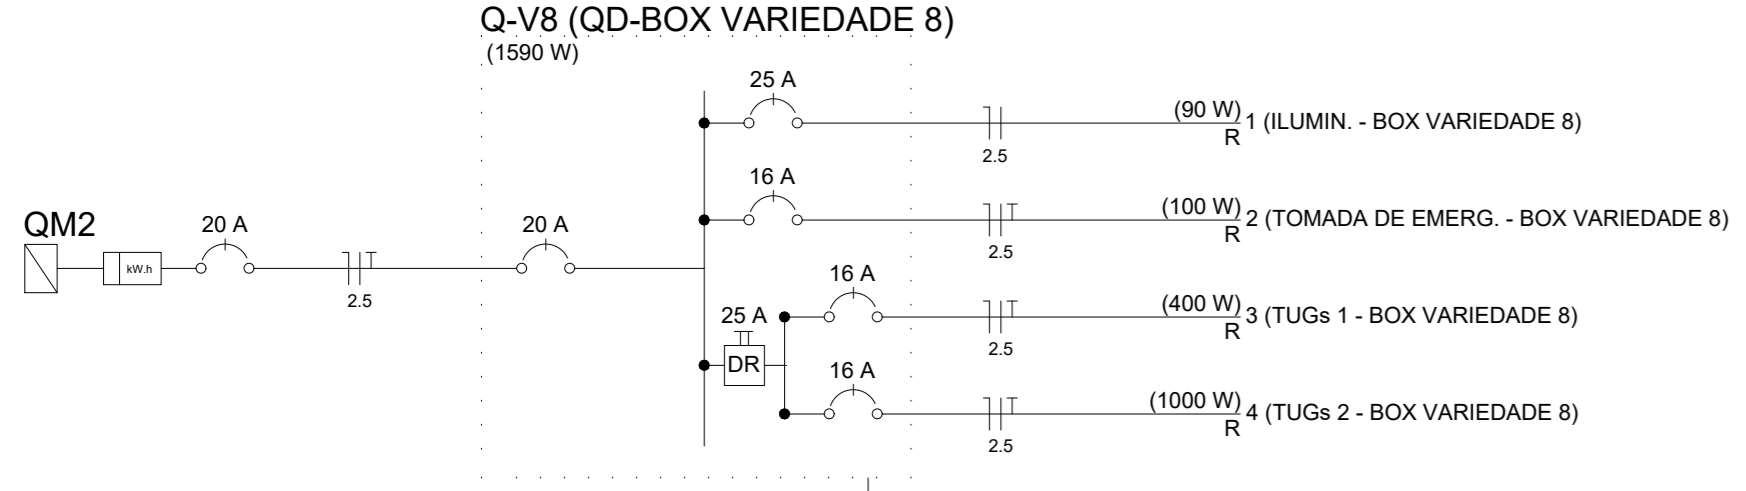 Q-V8 (QD-BOX VARIEDADE 8)
(1590 W)
25 A
(90 W)
1 (ILUMIN. - BOX VARIEDADE 8)
R
2.5
16 A
(100 W)
2 (TOMADA DE EMERG. - BOX VARIEDADE 8)
R
2.5
QM2
kW.h
20 A
2.5
20 A
16 A
(400 W)
3 (TUGs 1 - BOX VARIEDADE 8)
R
2.5
25 A
DR
16 A
(1000 W)
4 (TUGs 2 - BOX VARIEDADE 8)
R
2.5